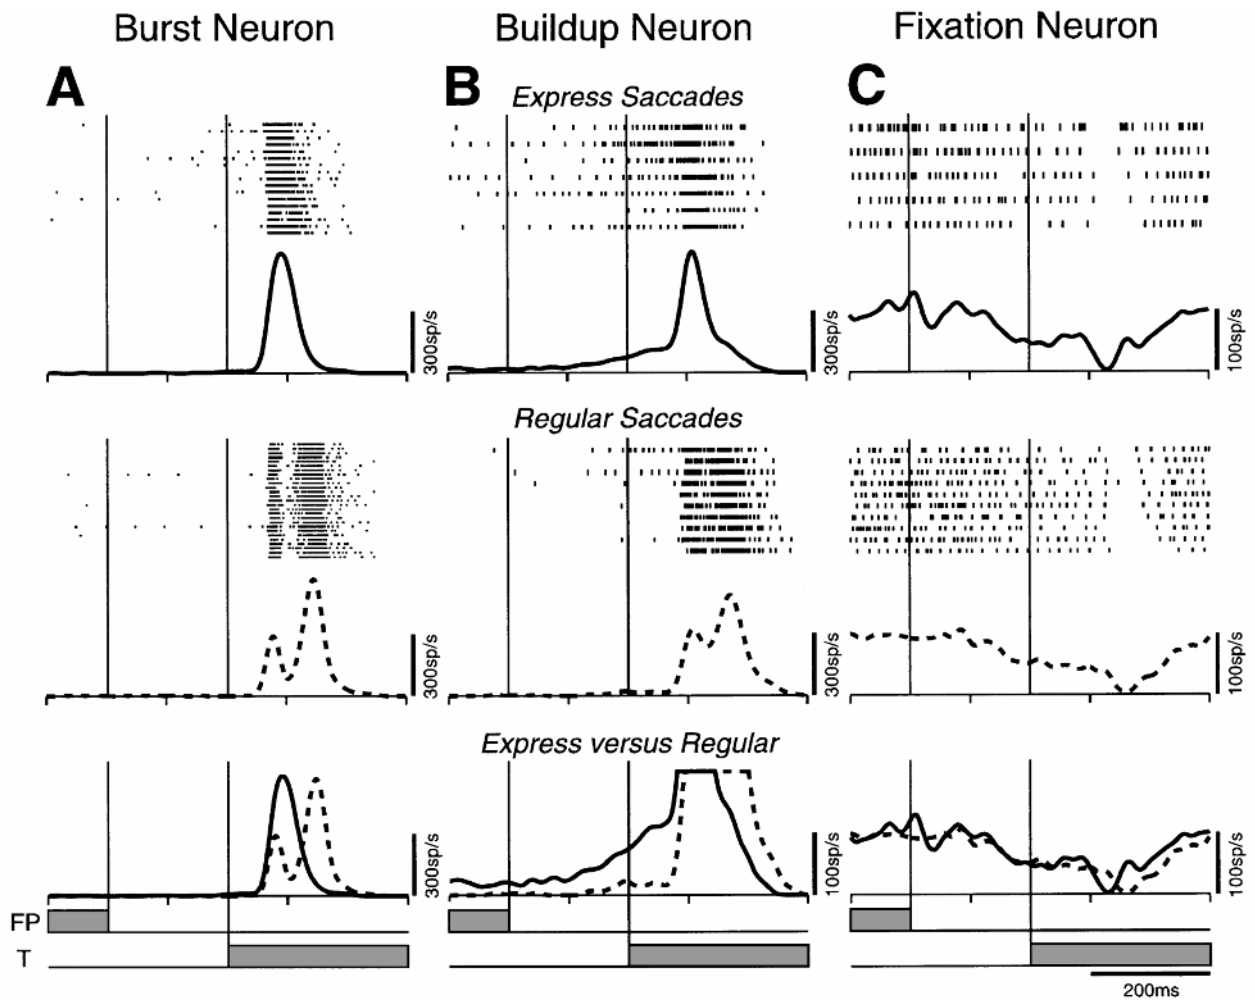 Burst Neuron
Buildup Neuron
Fixation Neuron
A
B
C
Express Saccades
300sp/s
300sp/s
100sp/s
Regular Saccades
300sp/s
300sp/s
100sp/s
Express versus Regular
300sp/s
100sp/s
100sp/s
FP
T
200ms